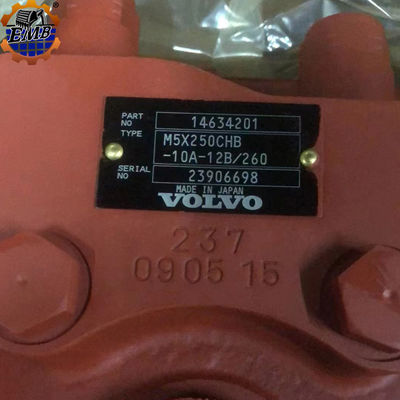 EMB
PART
NO
14634201
TYPE
M5X250CHB
-10A-12B/260
SERIAL
NO
23906698
MADE IN JAPAN
VOLVO
237
0905 15